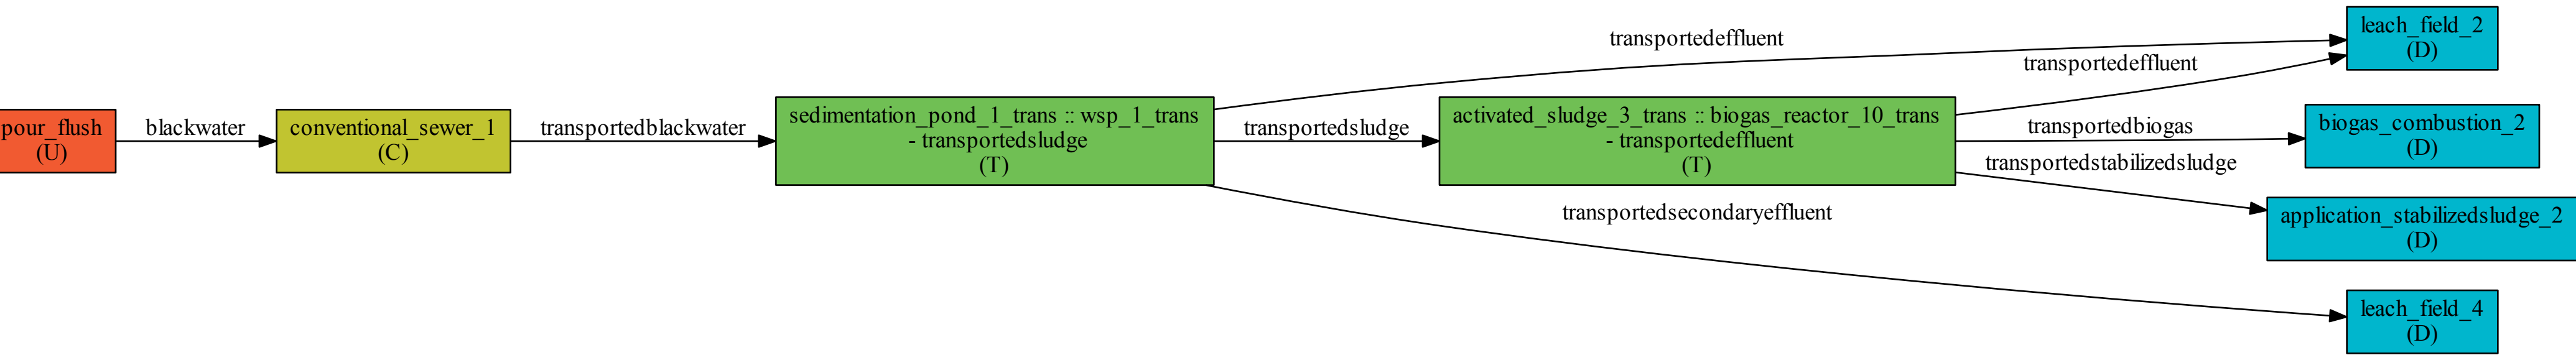 pour_flush
(U)
blackwater
conventional_sewer_1
(C)
transportedblackwater
sedimentation_pond_1_trans :: wsp_1_trans
- transportedsludge
(T)
transportedeffluent
transportedsludge
transportedsecondaryeffluent
activated_sludge_3_trans :: biogas_reactor_10_trans
- transportedeffluent
(T)
transportedeffluent
transportedbiogas
transportedstabilizedsludge
leach_field_2
(D)
biogas_combustion_2
(D)
application_stabilizedsludge_2
(D)
leach_field_4
(D)